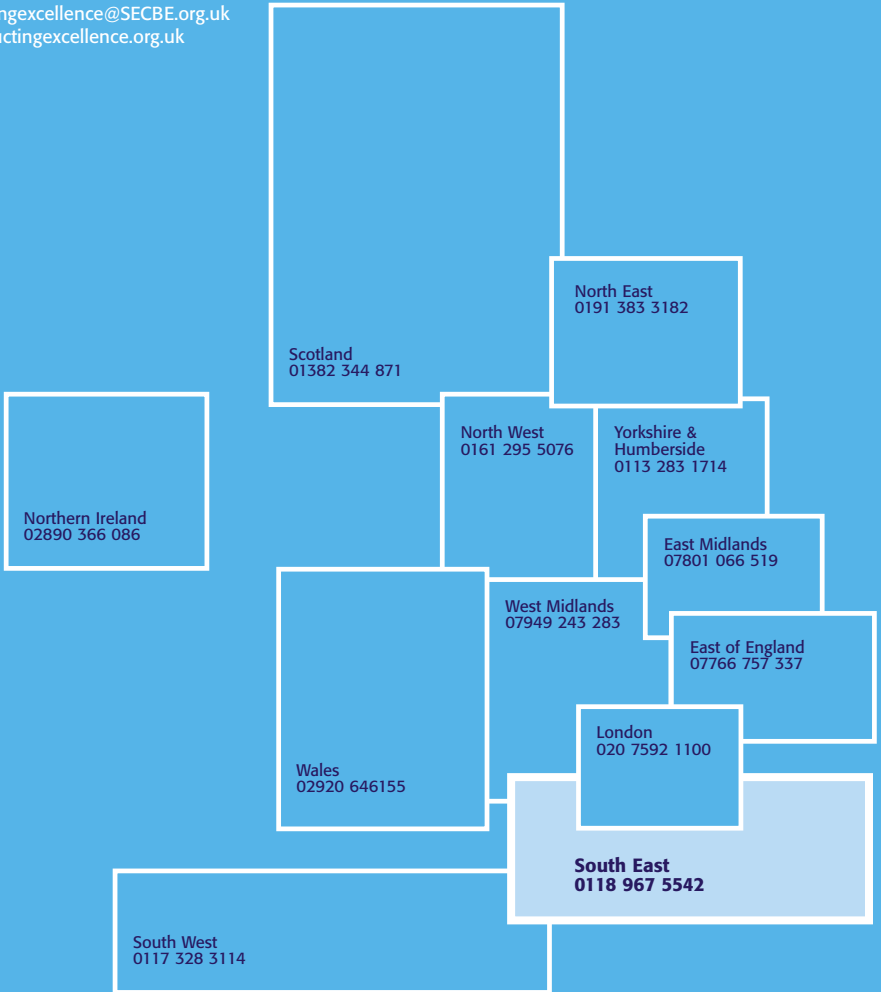 ngexcellence@SECBE.org.uk
uctingexcellence.org.uk
North East
0191 383 3182
Scotland
01382 344 871
North West
0161 295 5076
Yorkshire &
Humberside
0113 283 1714
Northern Ireland
02890 366 086
East Midlands
07801 066 519
West Midlands
07949 243 283
East of England
07766 757 337
London
020 7592 1100
Wales
02920 646155
South East
0118 967 5542
South West
0117 328 3114